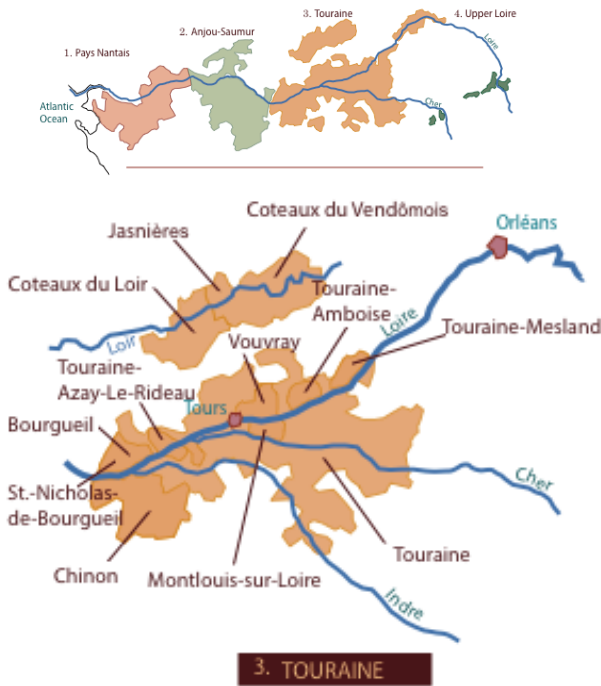 1. Pays Nantais
2. Anjou-Saumur
3. Touraine
4. Upper Loire
Loire
Atlantic
Ocean
Cher
Coteaux du Vendômois
Jasnières
Orléans
Coteaux du Loir
Touraine-
Amboise
Loire
Touraine-Mesland
Loir
Vouvray
Touraine-
Azay-Le-Rideau
Tours
Bourgueil
St.-Nicholas-
de-Bourgueil
Cher
Touraine
Chinon
Montlouis-sur-Loire
Indre
3. TOURAINE